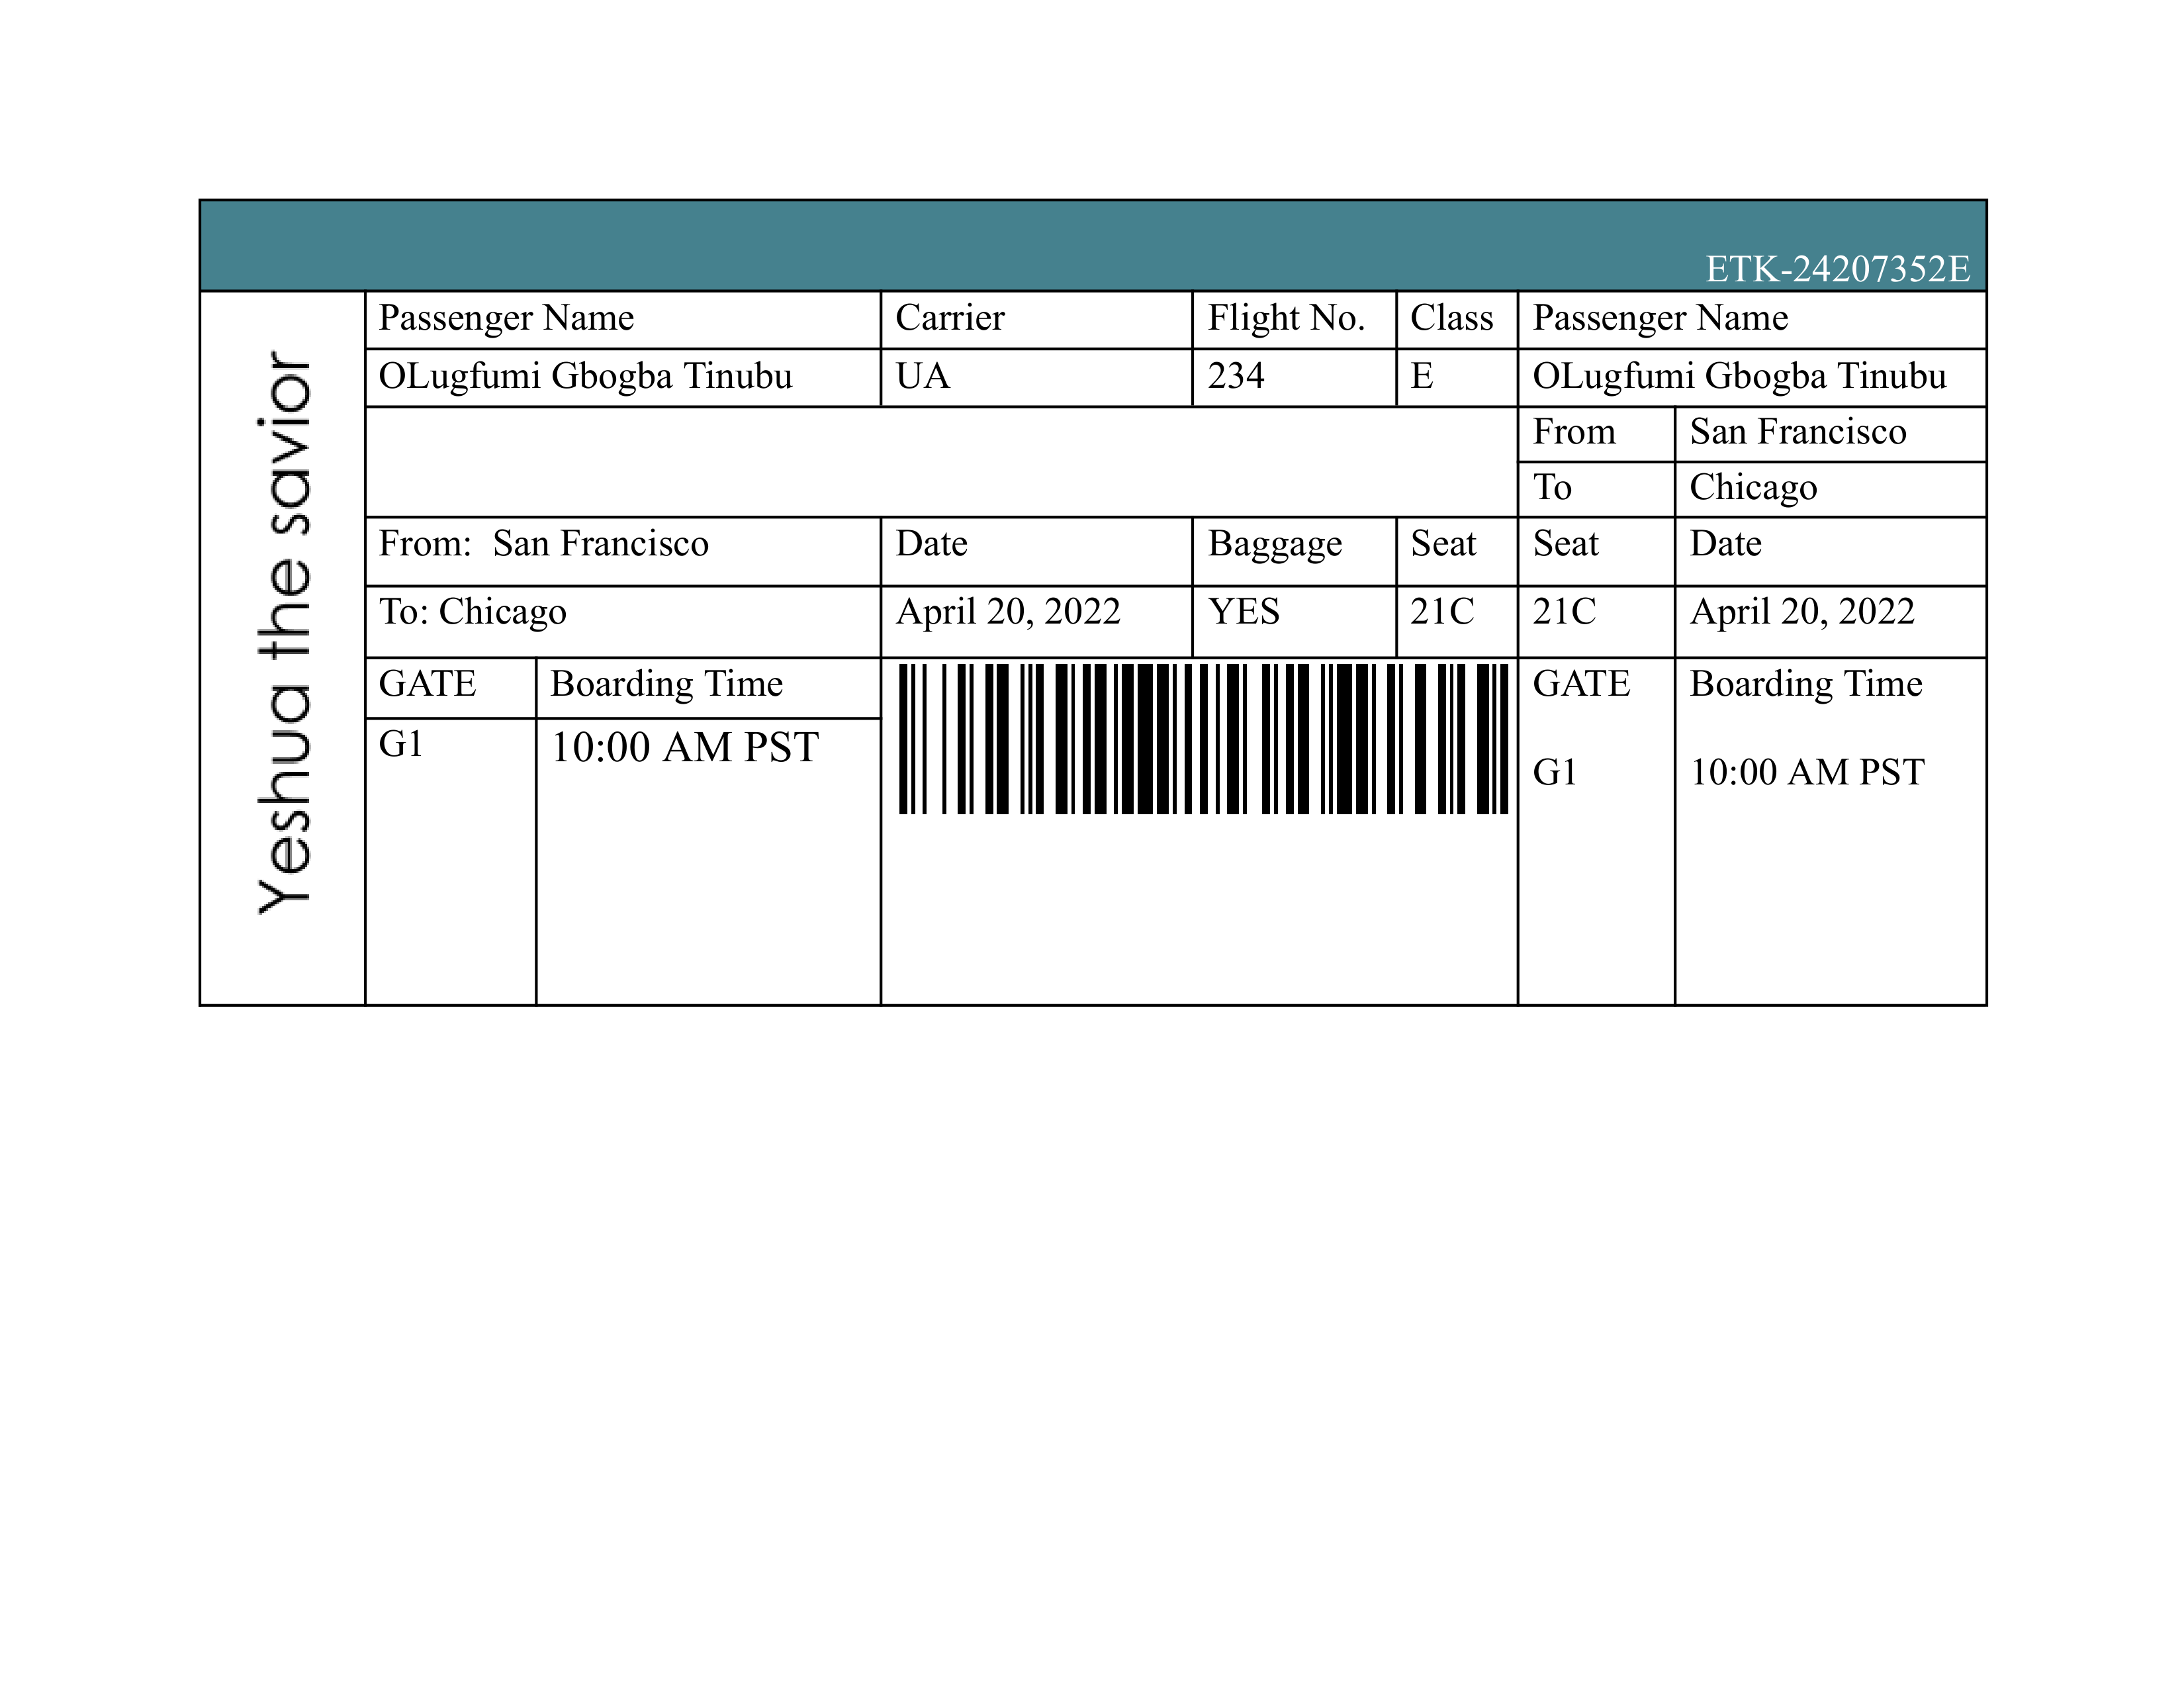 ETK-24207352E
Yeshua the savior
Passenger Name Carrier Flight No. Class Passenger Name
OLugfumi Gbogba Tinubu UA 234 E OLugfumi Gbogba Tinubu
From San Francisco
To Chicago
From: San Francisco Date Baggage Seat Seat Date
To: Chicago April 20, 2022 YES 21C 21C April 20, 2022
GATE Boarding Time GATE Boarding Time
G1 10:00 AM PST G1 10:00 AM PST